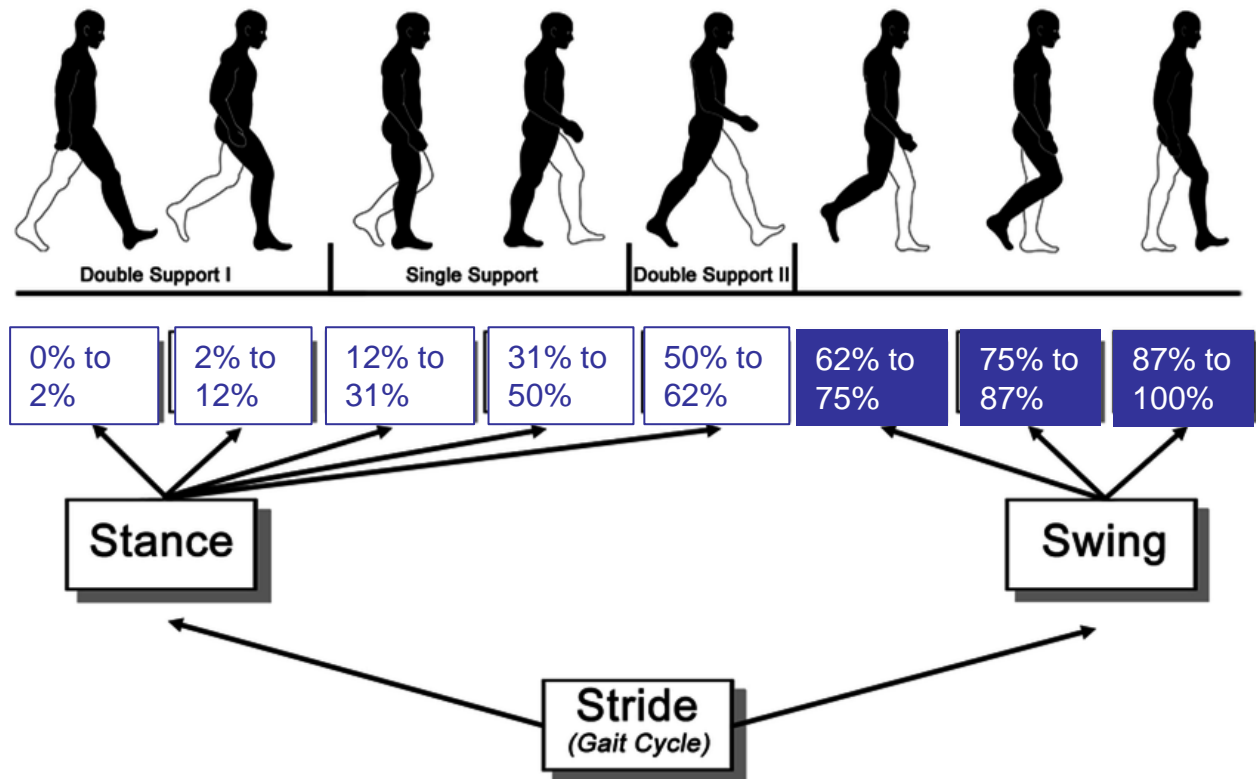 Double Support I
Single Support
Double Support II
0% to
2%
2% to
12%
12% to
31%
31% to
50%
50% to
62%
62% to
75%
75% to
87%
87% to
100%
Stance
Swing
Stride
(Gait Cycle)